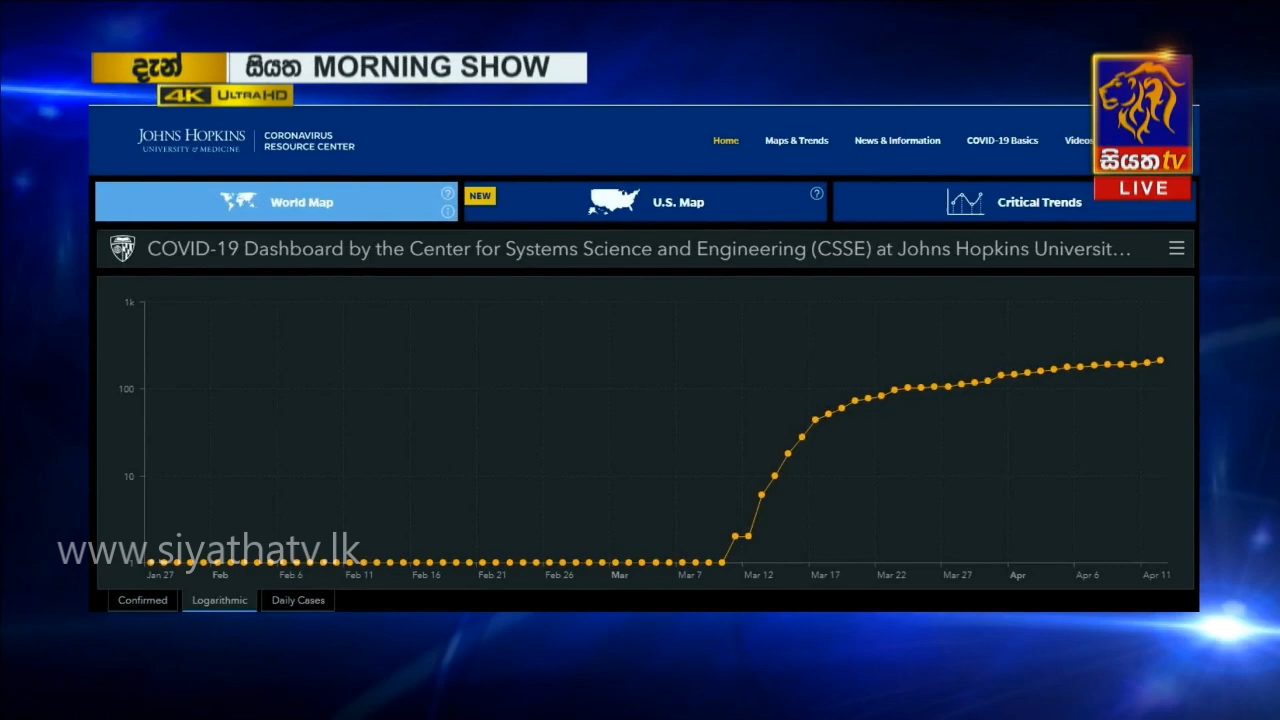 දැන් සියත MORNING SHOW
4K ULTRA HD
සියත tv
LIVE
JOHNS HOPKINS
UNIVERSITY & MEDICINE
CORONAVIRUS
RESOURCE CENTER
Home Maps & Trends News & Information COVID-19 Basics Videos
World Map
NEW U.S. Map
Critical Trends
COVID-19 Dashboard by the Center for Systems Science and Engineering (CSSE) at Johns Hopkins Universit...
1k
100
10
1
www.siyathatv.lk
Jan 27 Feb Feb 6 Feb 11 Feb 16 Feb 21 Feb 26 Mar Mar 7 Mar 12 Mar 17 Mar 22 Mar 27 Apr Apr 6 Apr 11
Confirmed Logarithmic Daily Cases